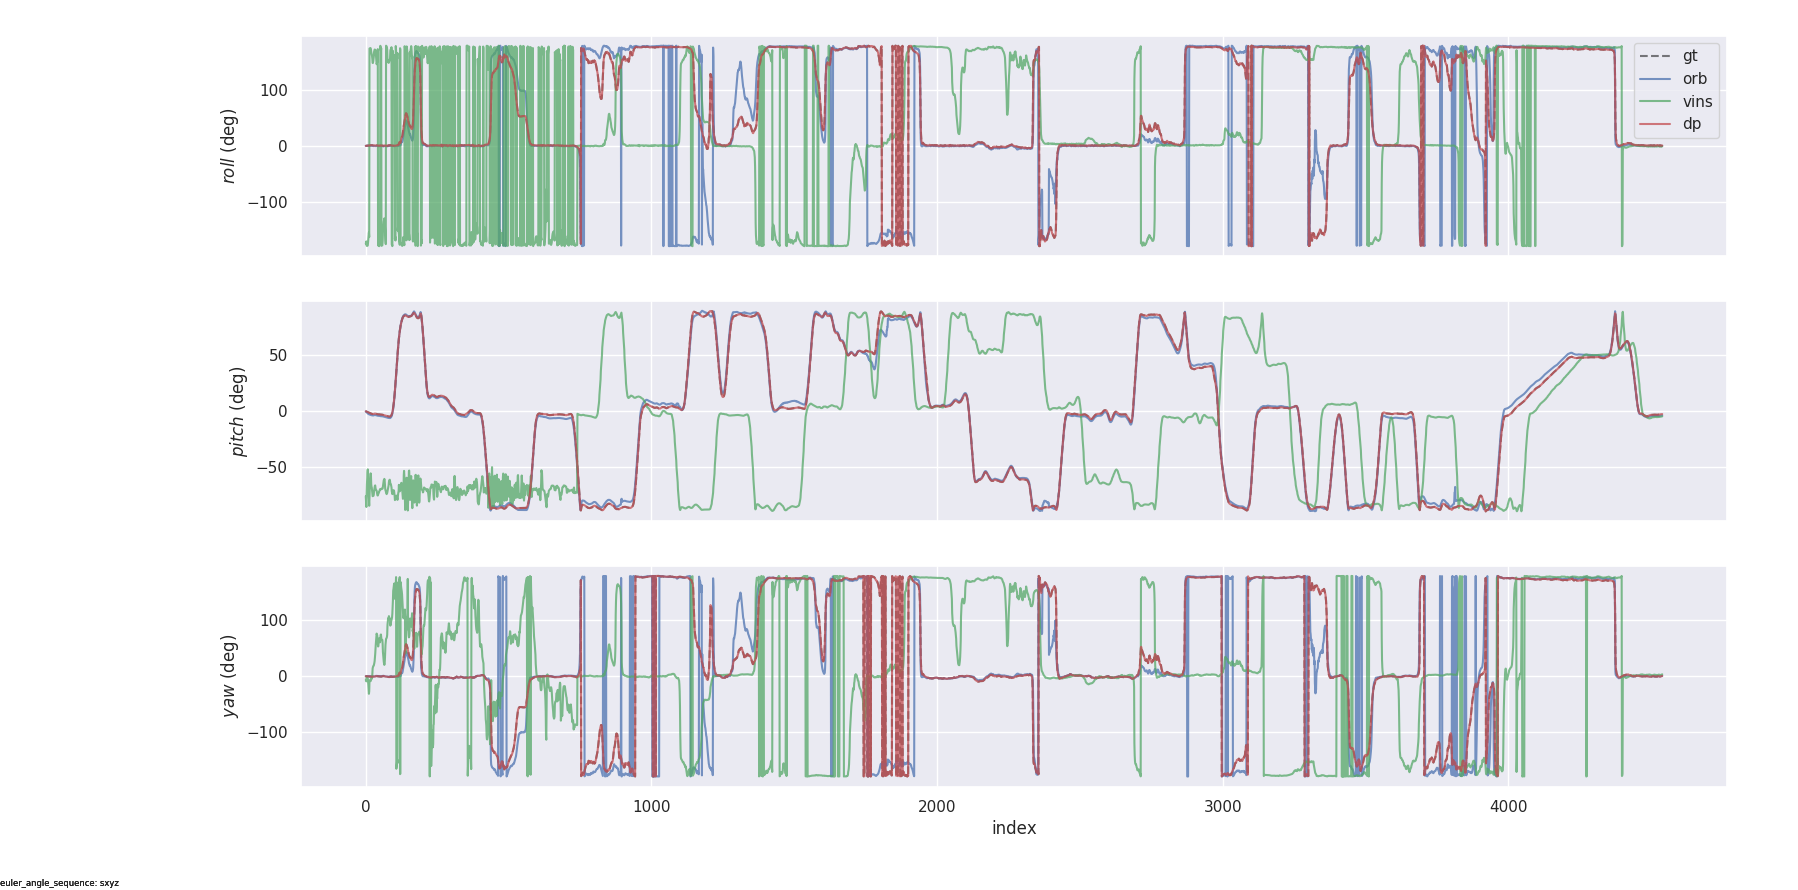 roll (deg)
100
0
−100
gt
orb
vins
dp
pitch (deg)
50
0
−50
yaw (deg)
100
0
−100
0 1000 2000 3000 4000
index
euler_angle_sequence: sxyz